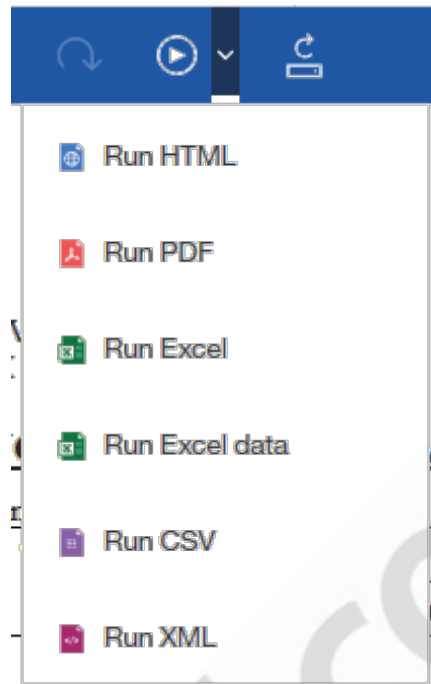 Run HTML
Run PDF
Run Excel
Run Excel data
Run CSV
Run XML